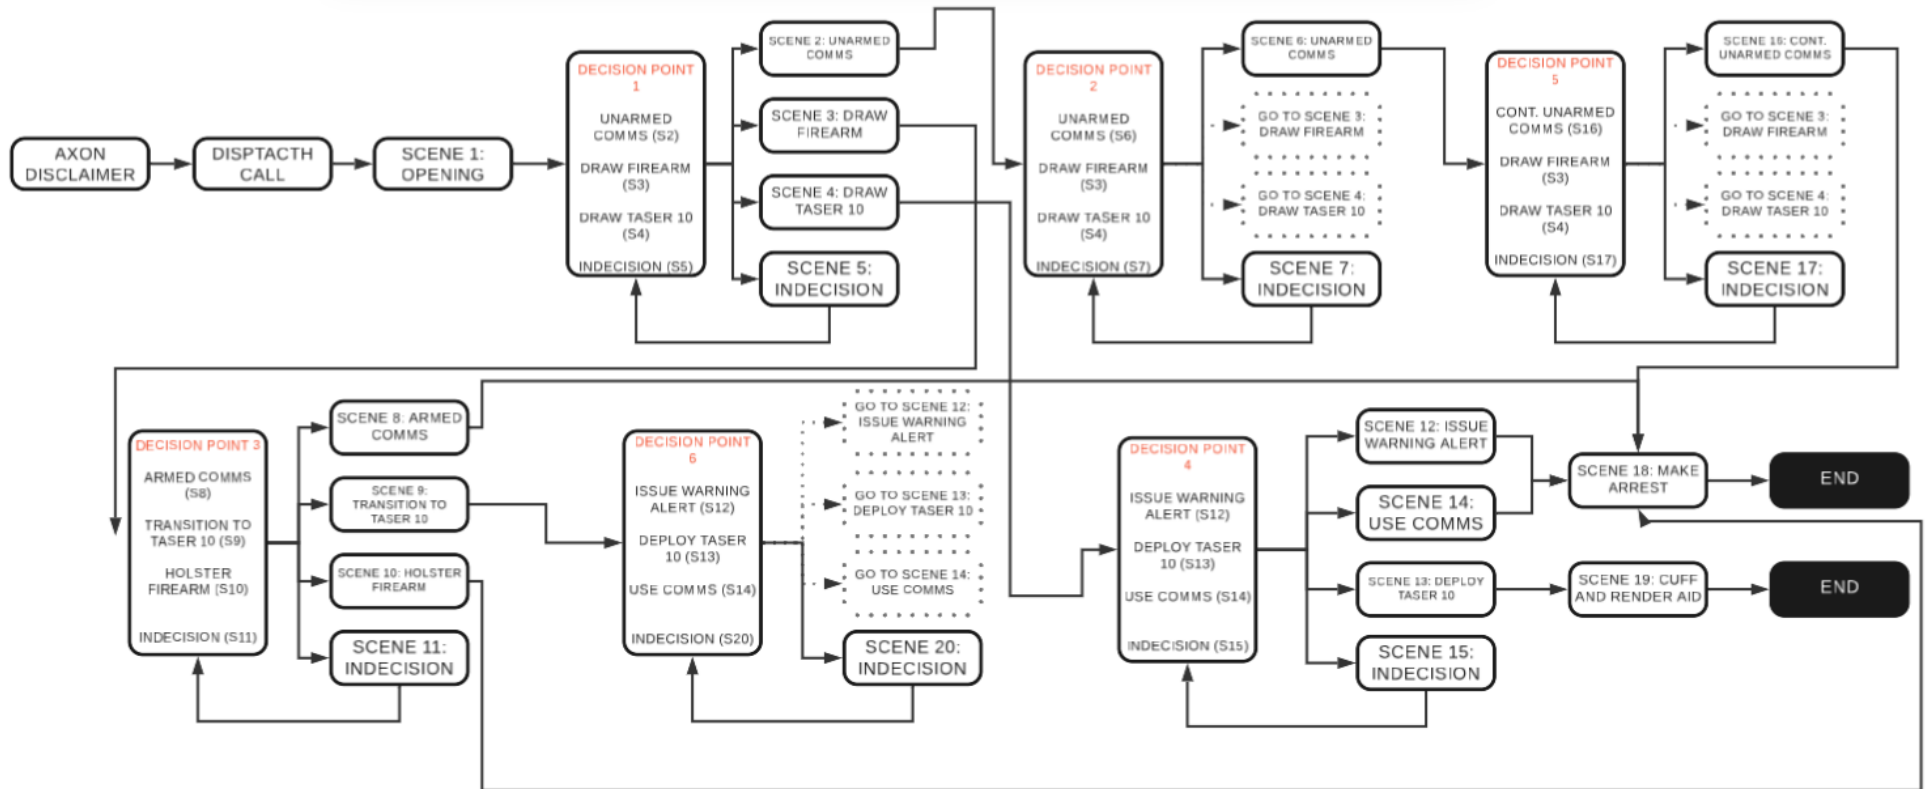 AXON
DISCLAIMER
DISPTACTH
CALL
SCENE 1:
OPENING
DECISION POINT
1
UNARMED
COMMS (S2)
DRAW FIREARM
(S3)
DRAW TASER 10
(S4)
INDECISION (S5)
SCENE 2: UNARMED
COMMS
SCENE 3: DRAW
FIREARM
SCENE 4: DRAW
TASER 10
SCENE 5:
INDECISION
DECISION POINT
2
UNARMED
COMMS (S6)
DRAW FIREARM
(S3)
DRAW TASER 10
(S4)
INDECISION (S7)
SCENE 6: UNARMED
COMMS
GO TO SCENE 3:
DRAW FIREARM
GO TO SCENE 4:
DRAW TASER 10
SCENE 7:
INDECISION
DECISION POINT
5
CONT. UNARMED
COMMS (S16)
DRAW FIREARM
(S3)
DRAW TASER 10
(S4)
INDECISION (S17)
SCENE 16: CONT.
UNARMED COMMS
GO TO SCENE 3:
DRAW FIREARM
GO TO SCENE 4:
DRAW TASER 10
SCENE 17:
INDECISION
DECISION POINT 3
ARMED COMMS
(S8)
TRANSITION TO
TASER 10 (S9)
HOLSTER
FIREARM (S10)
INDECISION (S11)
SCENE 8: ARMED
COMMS
SCENE 9:
TRANSITION TO
TASER 10
SCENE 10: HOLSTER
FIREARM
SCENE 11:
INDECISION
DECISION POINT
6
ISSUE WARNING
ALERT (S12)
DEPLOY TASER
10 (S13)
USE COMMS (S14)
INDECISION (S20)
GO TO SCENE 12:
ISSUE WARNING
ALERT
GO TO SCENE 13:
DEPLOY TASER 10
GO TO SCENE 14:
USE COMMS
SCENE 20:
INDECISION
DECISION POINT
4
ISSUE WARNING
ALERT (S12)
DEPLOY TASER
10 (S13)
USE COMMS (S14)
INDECISION (S15)
SCENE 12: ISSUE
WARNING ALERT
SCENE 14:
USE COMMS
SCENE 13: DEPLOY
TASER 10
SCENE 15:
INDECISION
SCENE 18: MAKE
ARREST
END
SCENE 19: CUFF
AND RENDER AID
END